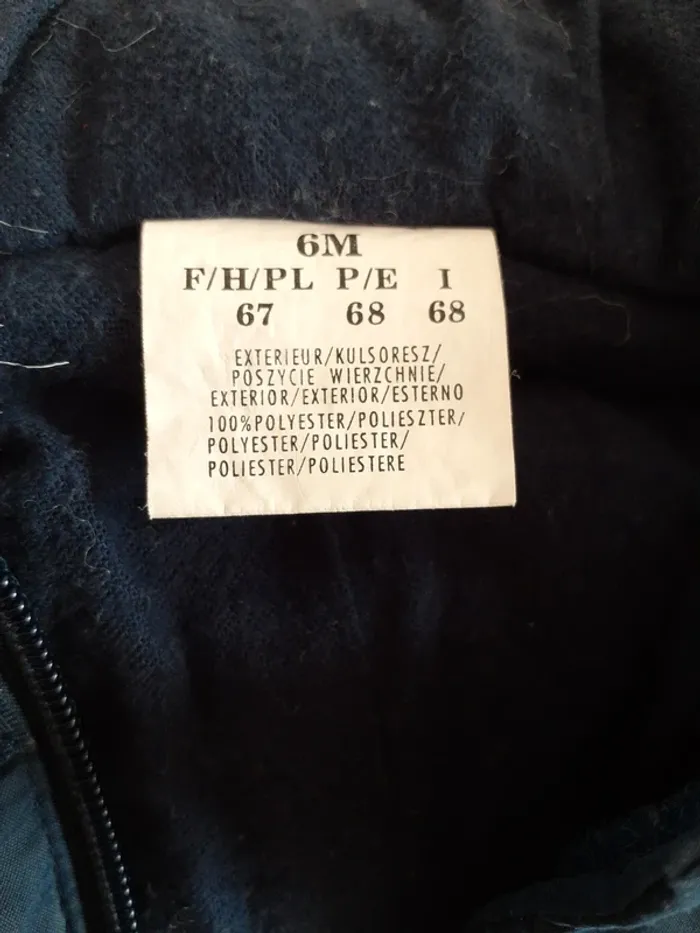 6M
F/H/PL P/E I
67 68 68
EXTERIEUR/KULSORESZ/
POSZYCIE WIERZCHNIE/
EXTERIOR/EXTERIOR/ESTERNO
100%POLYESTER/POLIESZTER/
POLYESTER/POLIESTER/
POLIESTER/POLIESTERE